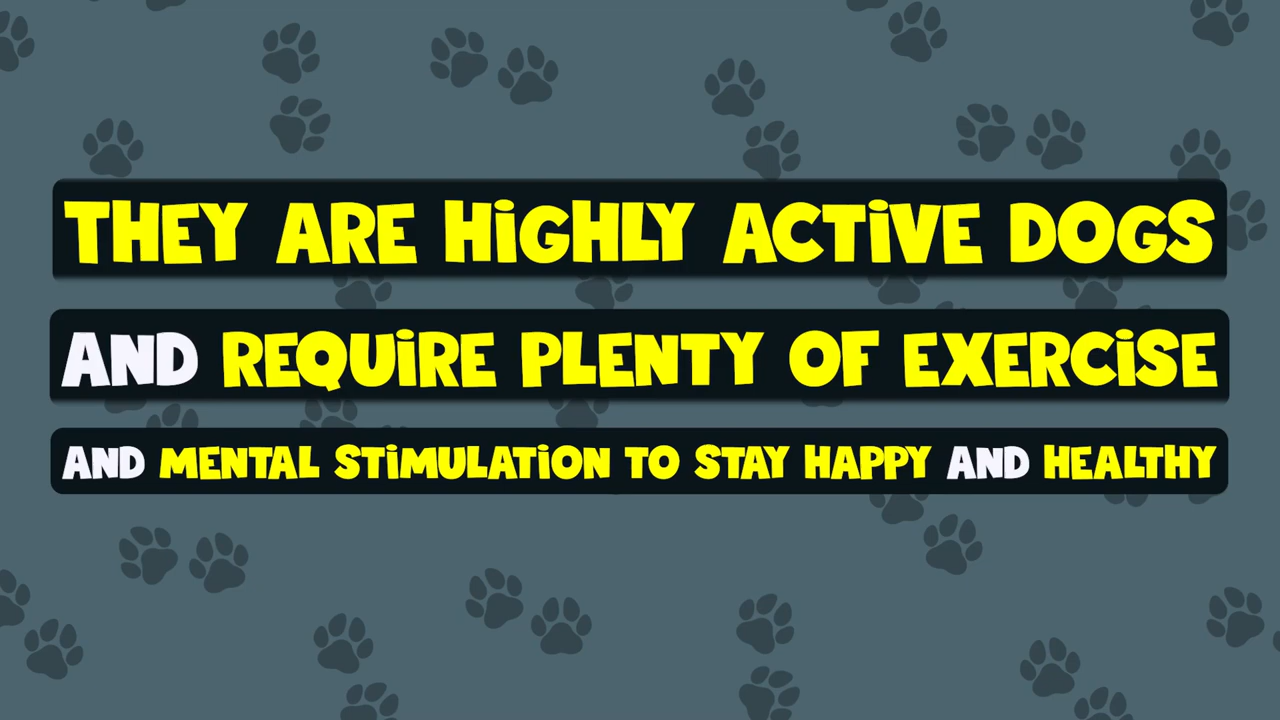 THEY ARE HiGHLY ACTiVE DOGS
AND REQUiRE PLENTY OF EXERCiSE
AND MENTAL STiMULATiON TO STAY HAPPY AND HEALTHY